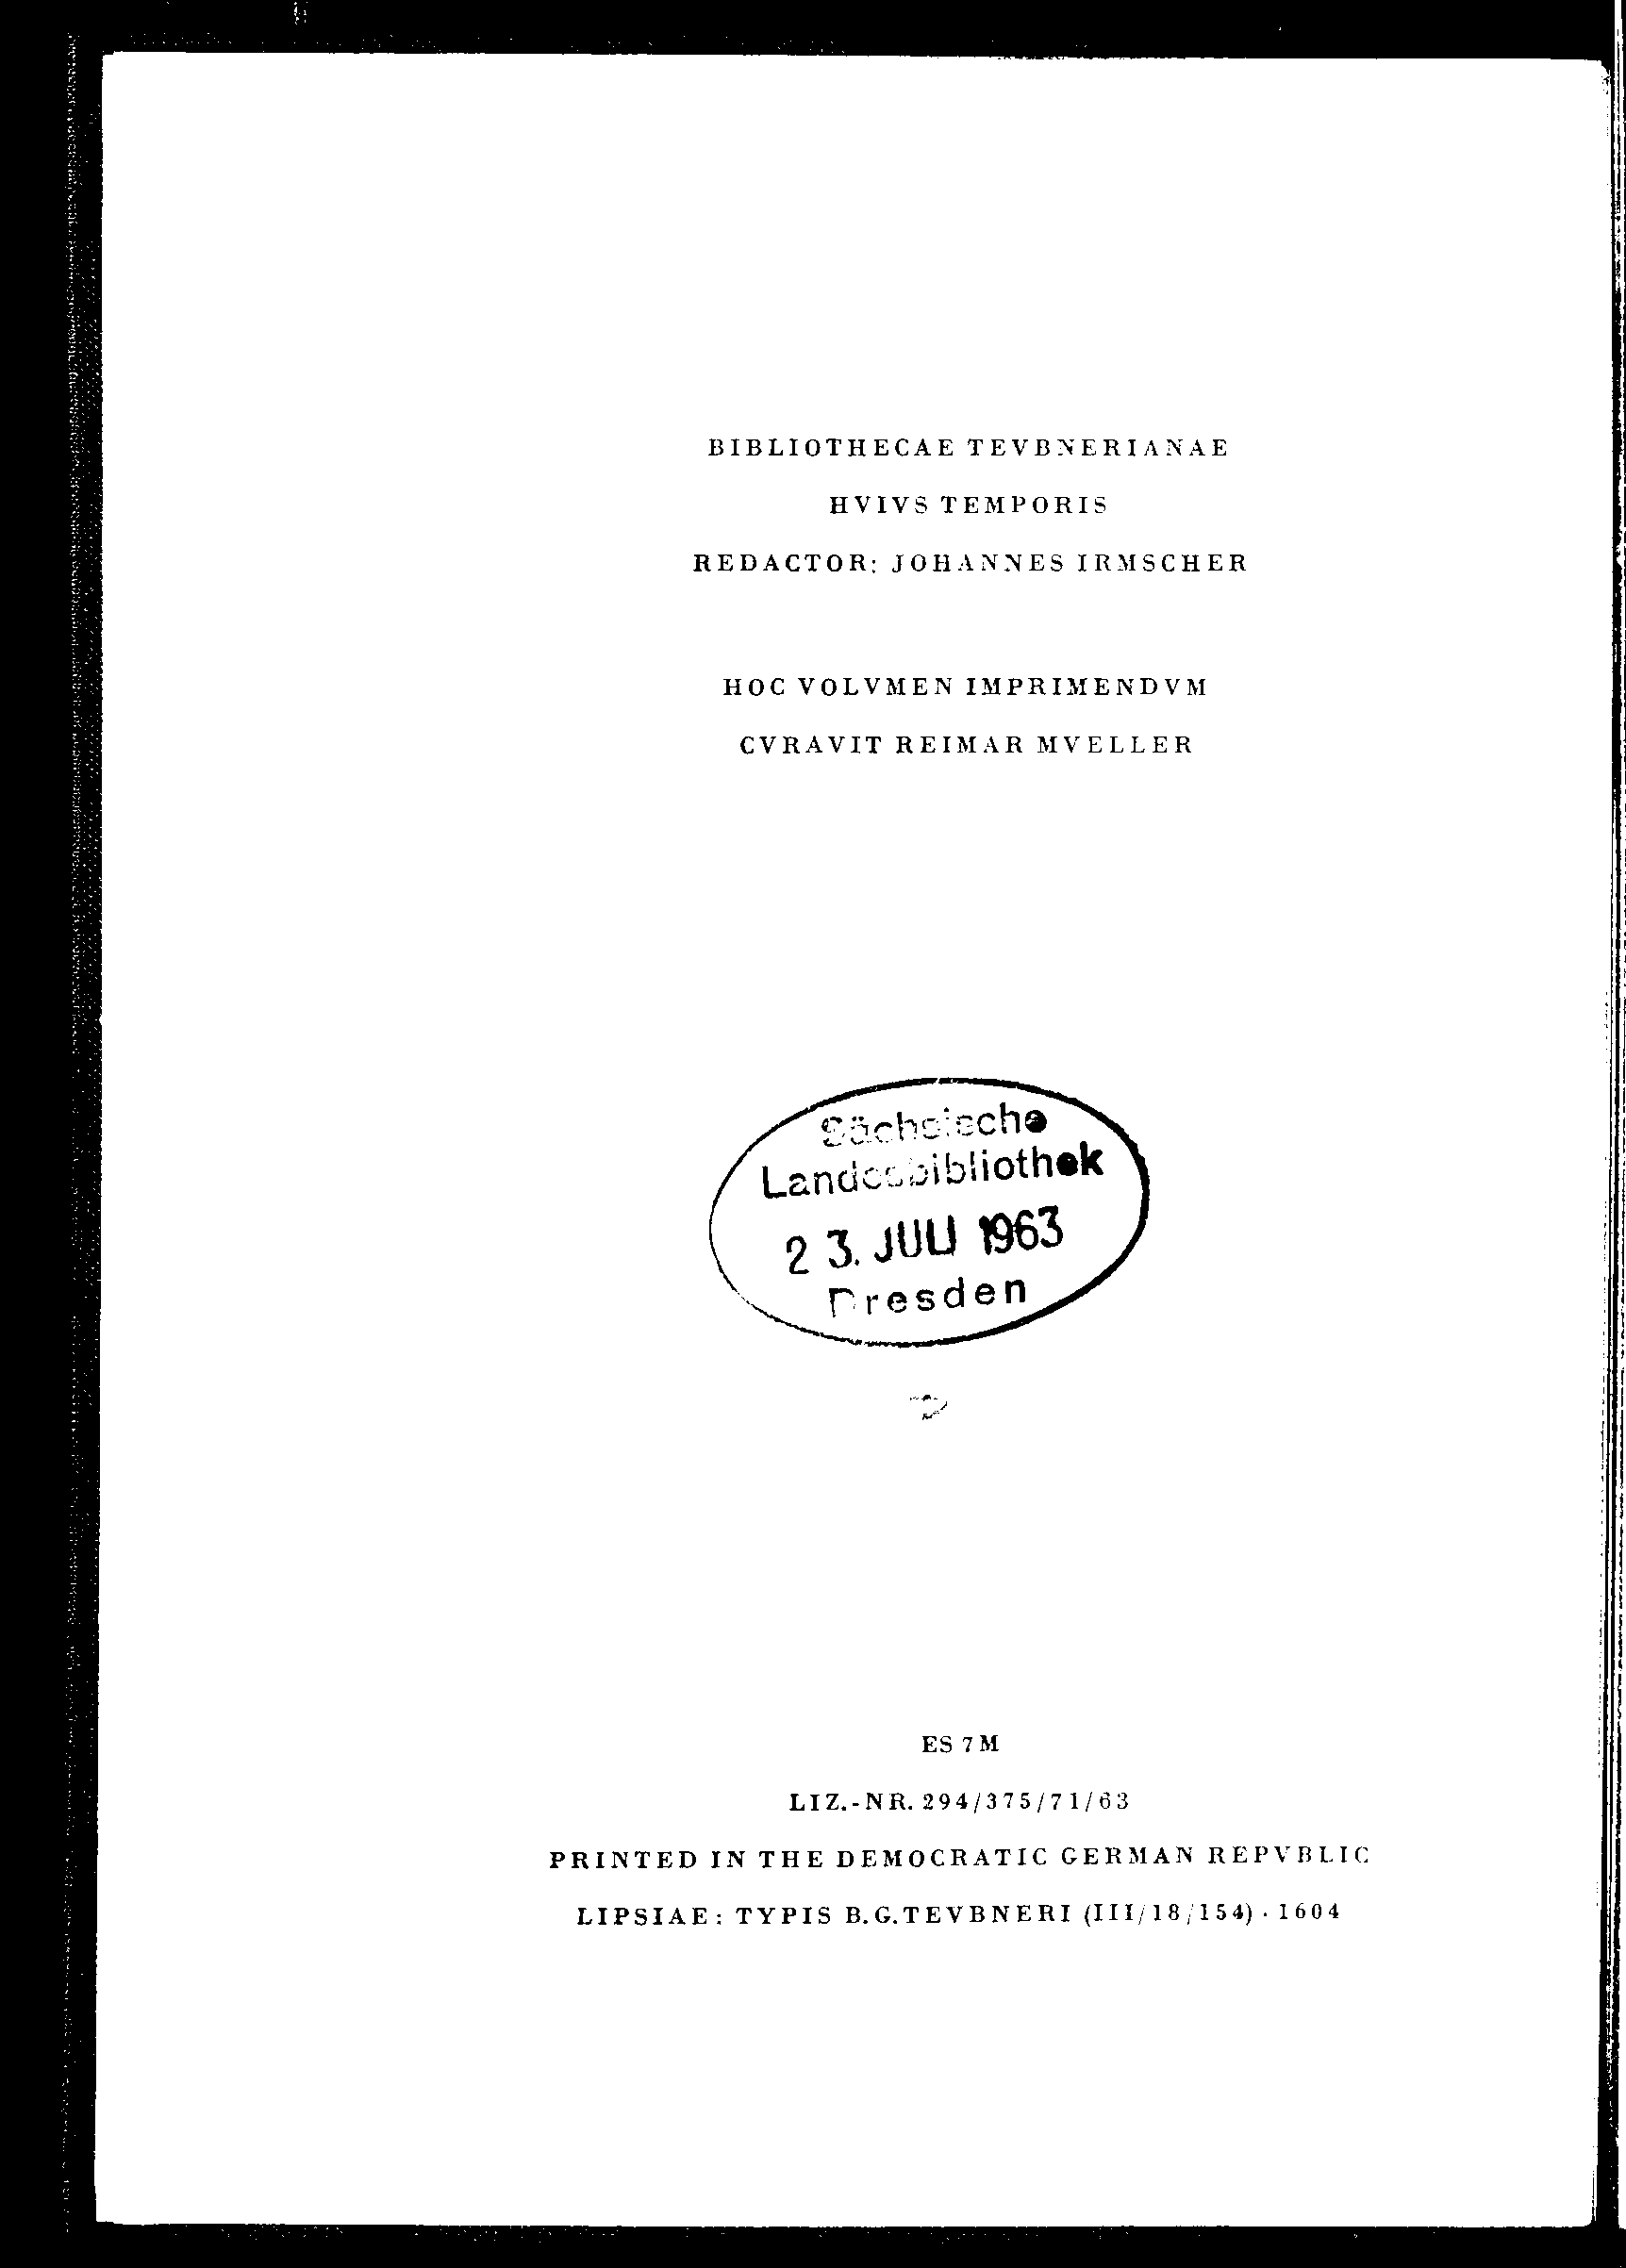 BIBLIOTHECAE TEVBNERIANAE
HVIVS TEMPORIS
REDACTOR: JOHANNES IRMSCHER
HOC VOLVMEN IMPRIMENDVM
CVRAVIT REIMAR MVELLER
Sächsische
Landesbibliothek
23. JULI 1963
Dresden
ES 7 M
LIZ.-NR. 294/375/71/63
PRINTED IN THE DEMOCRATIC GERMAN REPVBLIC
LIPSIAE: TYPIS B.G.TEVBNERI (III/18/154) · 1604